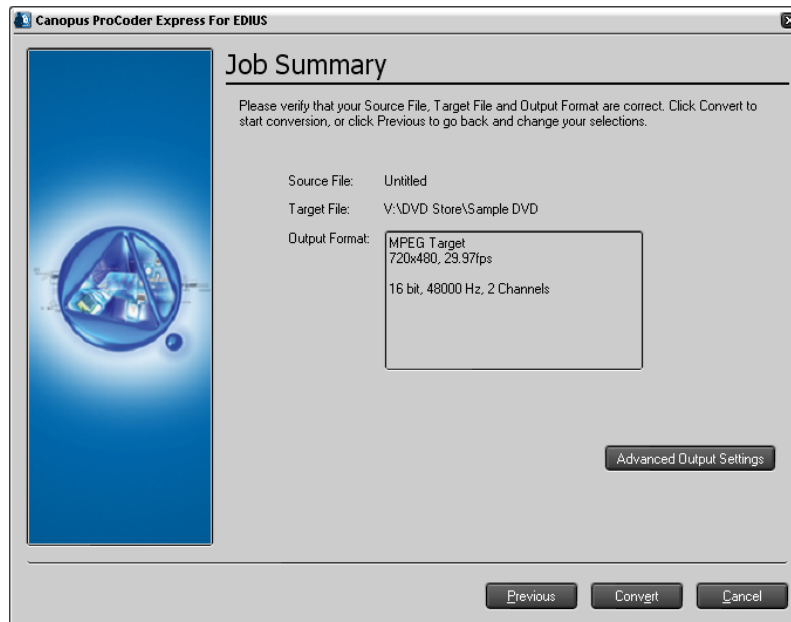 Canopus ProCoder Express For EDIUS
Job Summary
Please verify that your Source File, Target File and Output Format are correct. Click Convert to
start conversion, or click Previous to go back and change your selections.
Source File: Untitled
Target File: V:\DVD Store\Sample DVD
Output Format: MPEG Target
720x480, 29.97fps
16 bit, 48000 Hz, 2 Channels
Advanced Output Settings
Previous Convert Cancel